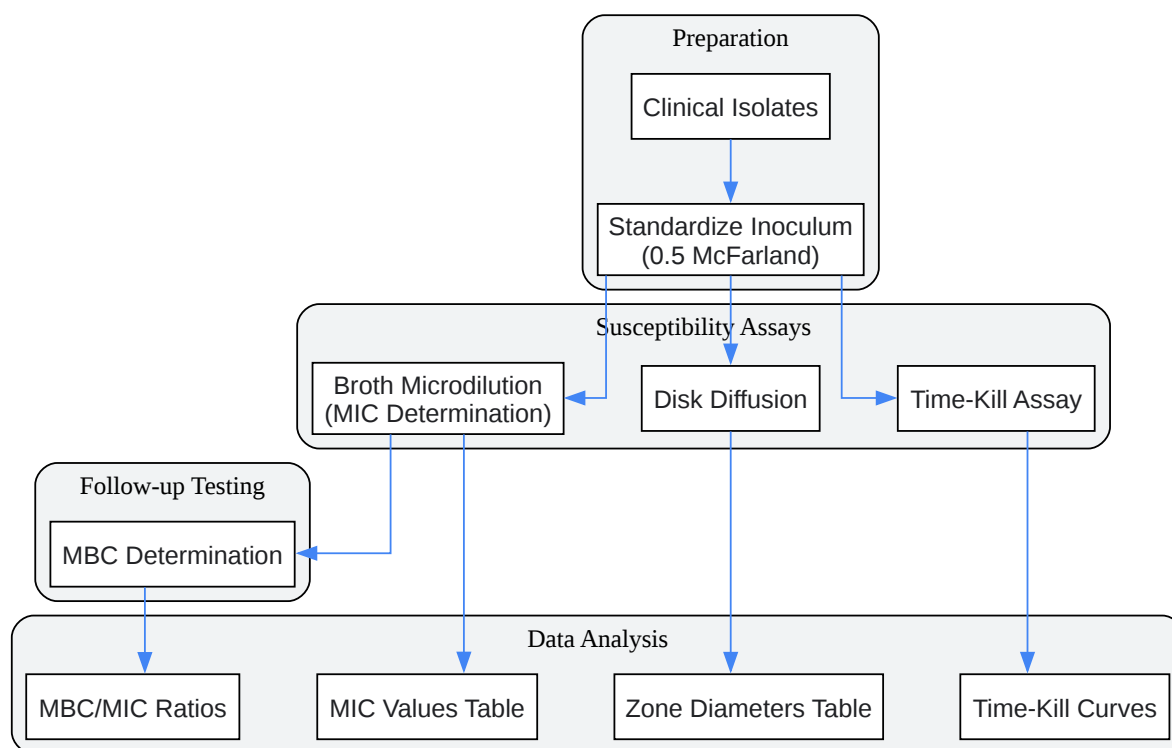 Preparation
Clinical Isolates
Standardize Inoculum
(0.5 McFarland)
Susceptibility Assays
Broth Microdilution
(MIC Determination)
Disk Diffusion
Time-Kill Assay
Follow-up Testing
MBC Determination
Data Analysis
MBC/MIC Ratios
MIC Values Table
Zone Diameters Table
Time-Kill Curves